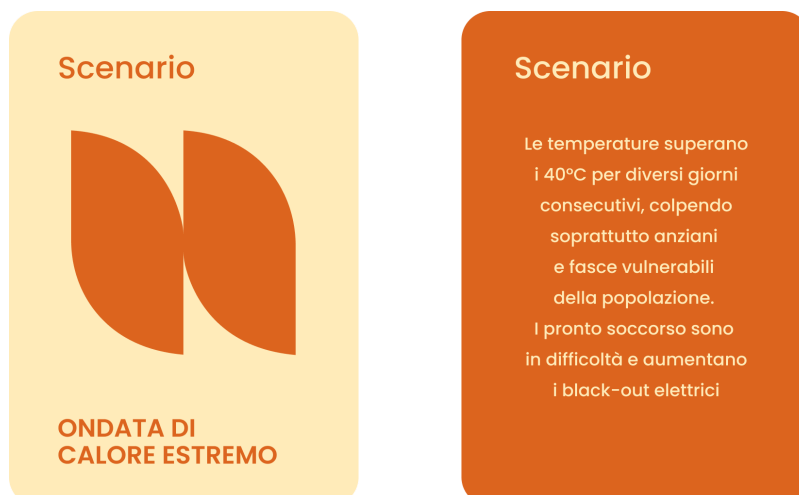 Scenario
ONDATA DI
CALORE ESTREMO
Scenario
Le temperature superano
i 40°C per diversi giorni
consecutivi, colpendo
soprattutto anziani
e fasce vulnerabili
della popolazione.
I pronto soccorso sono
in difficoltà e aumentano
i black-out elettrici